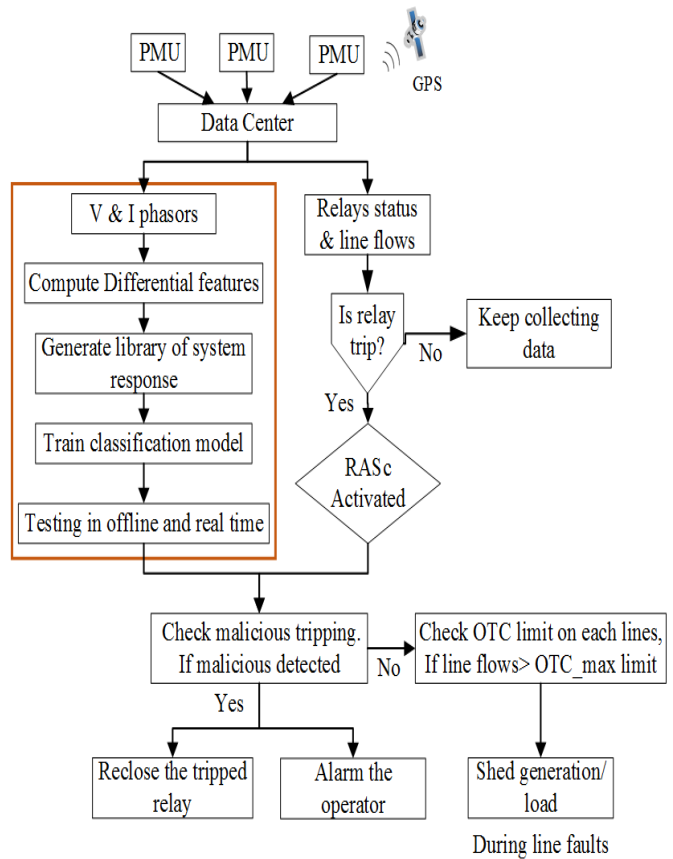 PMU
PMU
PMU
GPS
Data Center
V & I phasors
Compute Differential features
Generate library of system
response
Train classification model
Testing in offline and real time
Relays status
& line flows
Is relay
trip?
No
Keep collecting
data
Yes
RASc
Activated
Check malicious tripping.
If malicious detected
No
Check OTC limit on each lines,
If line flows> OTC_max limit
Yes
Reclose the tripped
relay
Alarm the
operator
Shed generation/
load
During line faults